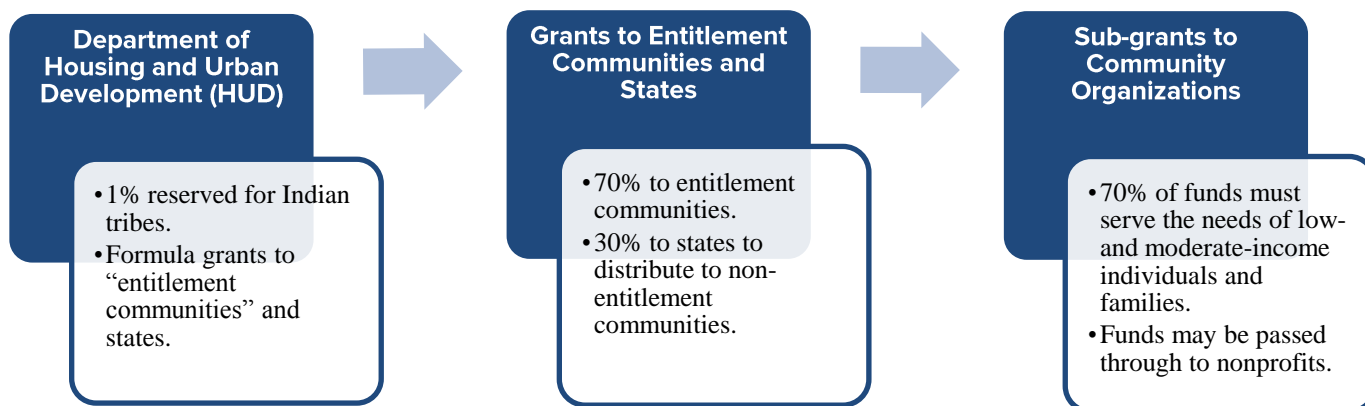 Department of
Housing and Urban
Development (HUD)
•1% reserved for Indian
tribes.
•Formula grants to
“entitlement
communities” and
states.
Grants to Entitlement
Communities and
States
•70% to entitlement
communities.
•30% to states to
distribute to non-
entitlement
communities.
Sub-grants to
Community
Organizations
•70% of funds must
serve the needs of low-
and moderate-income
individuals and
families.
•Funds may be passed
through to nonprofits.